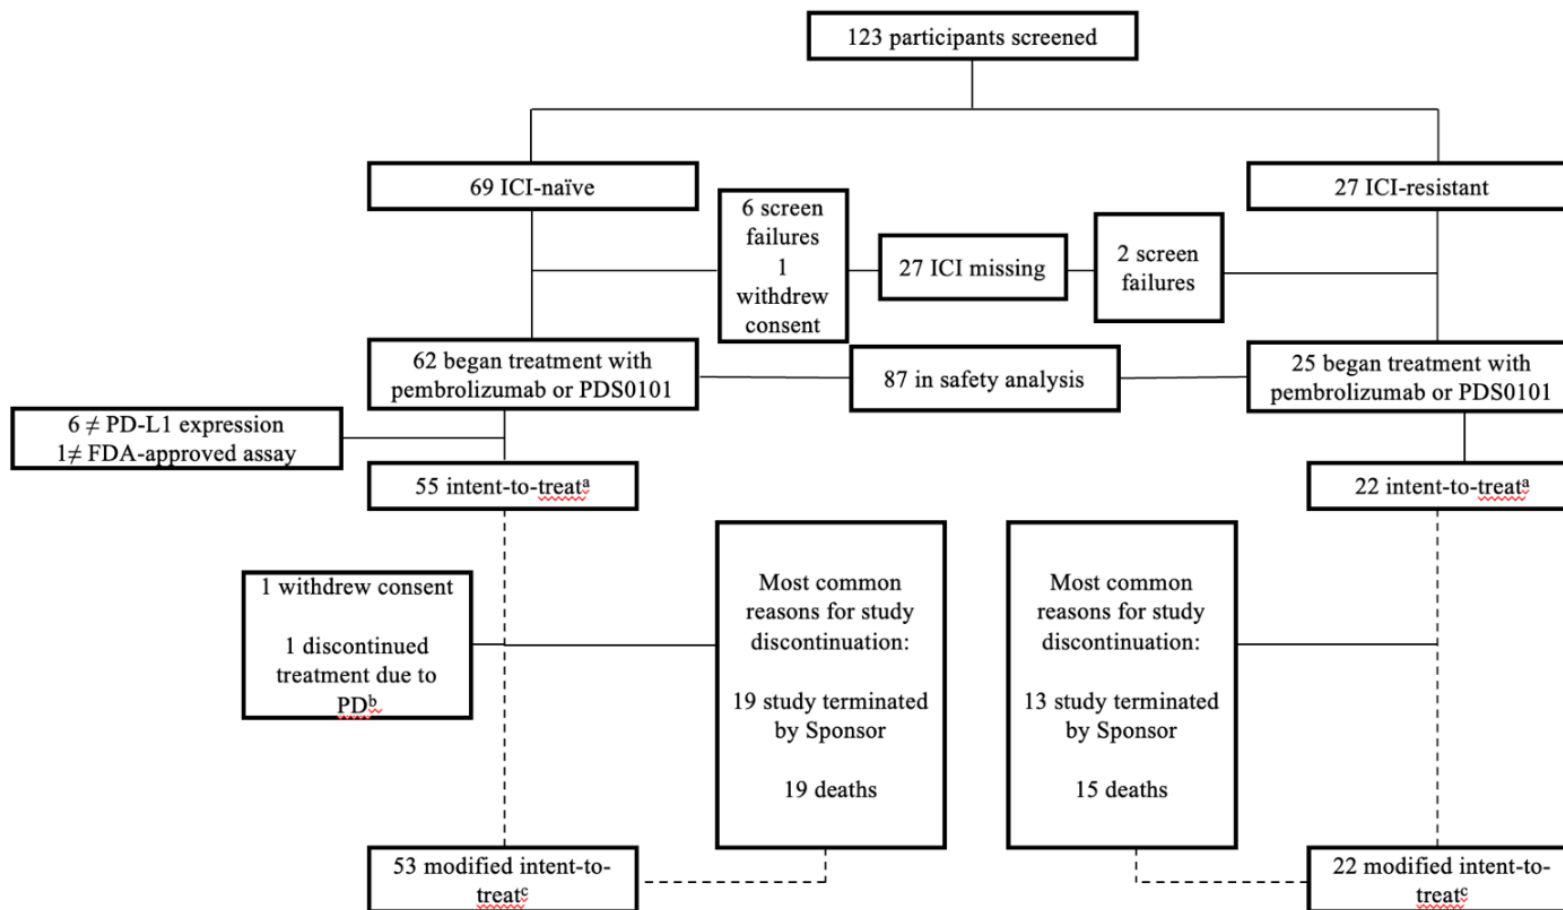 123 participants screened
69 ICI-naïve
27 ICI-resistant
6 screen
failures
1
withdrew
consent
27 ICI missing
2 screen
failures
62 began treatment with
pembrolizumab or PDS0101
87 in safety analysis
25 began treatment with
pembrolizumab or PDS0101
6 ≠ PD-L1 expression
1≠ FDA-approved assay
55 intent-to-treatᵃ
22 intent-to-treatᵃ
1 withdrew consent
1 discontinued
treatment due to
PDᵇ
Most common
reasons for study
discontinuation:
19 study terminated
by Sponsor
19 deaths
Most common
reasons for study
discontinuation:
13 study terminated
by Sponsor
15 deaths
53 modified intent-to-
treatᶜ
22 modified intent-to-
treatᶜ